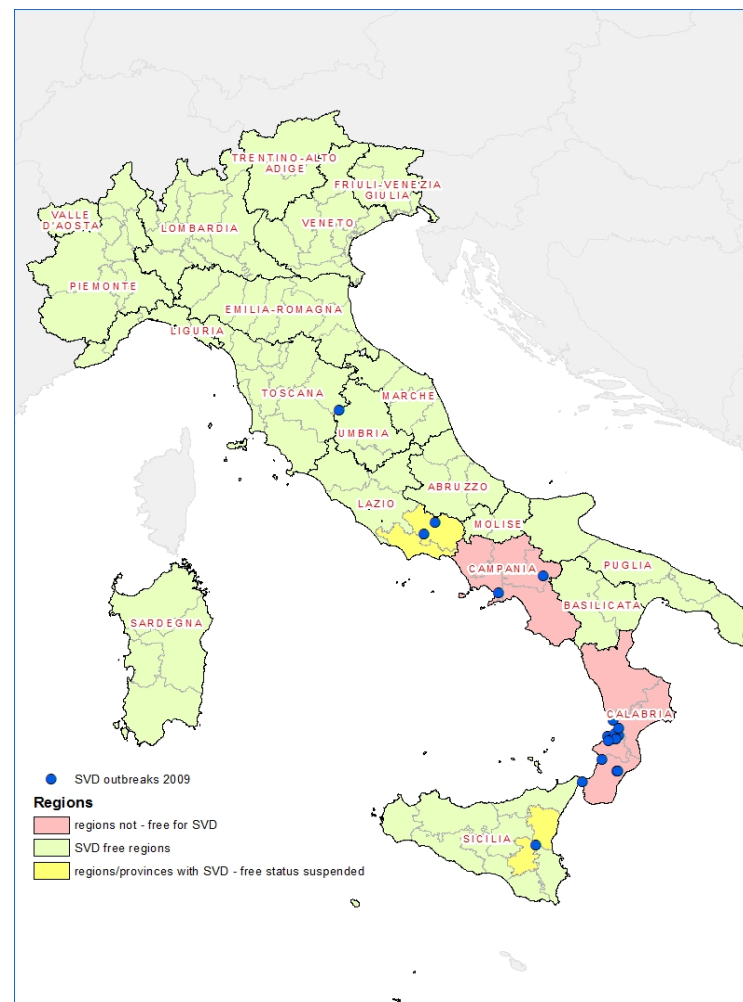 TRENTINO-ALTO
ADIGE
FRIULI-VENEZIA
GIULIA
VALLE
D'AOSTA
LOMBARDIA
VENETO
PIEMONTE
EMILIA-ROMAGNA
LIGURIA
TOSCANA
MARCHE
UMBRIA
ABRUZZO
LAZIO
MOLISE
PUGLIA
CAMPANIA
BASILICATA
SARDEGNA
CALABRIA
SICILIA
SVD outbreaks 2009
Regions
regions not - free for SVD
SVD free regions
regions/provinces with SVD - free status suspended